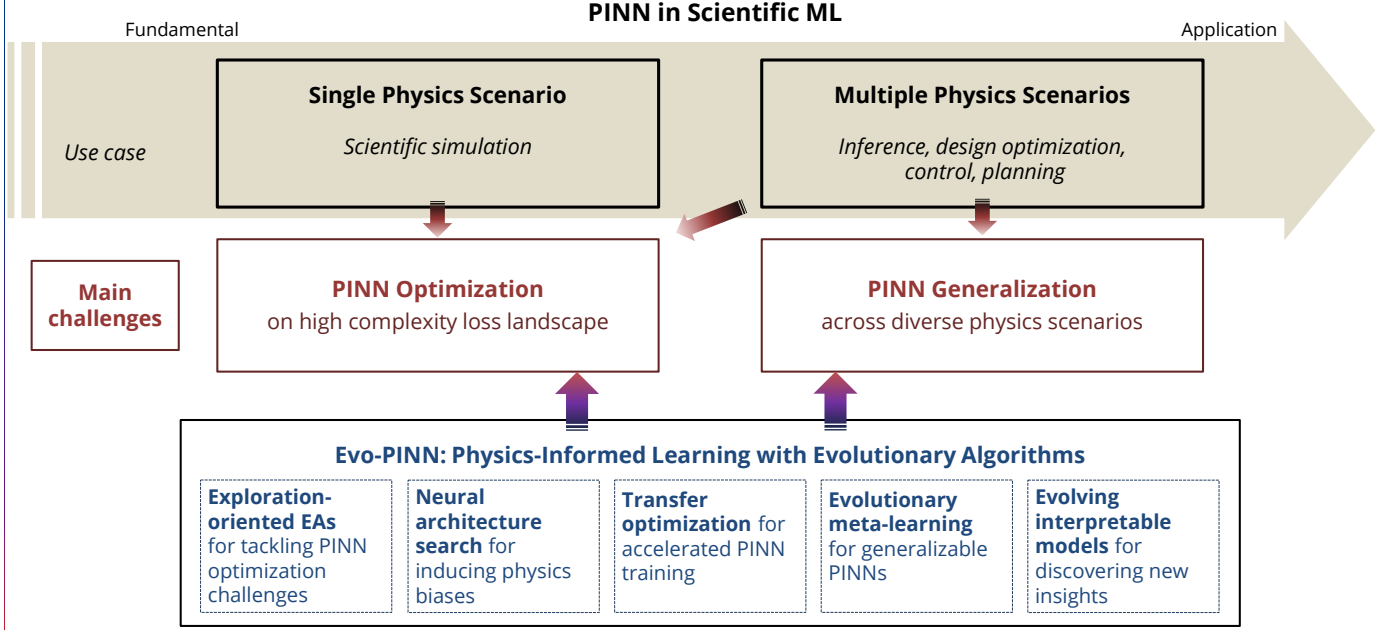 PINN in Scientific ML
Fundamental
Application
Single Physics Scenario
Multiple Physics Scenarios
Use case
Scientific simulation
Inference, design optimization,
control, planning
Main
challenges
PINN Optimization
on high complexity loss landscape
PINN Generalization
across diverse physics scenarios
Evo-PINN: Physics-Informed Learning with Evolutionary Algorithms
Exploration-
oriented EAs
for tackling PINN
optimization
challenges
Neural
architecture
search for
inducing physics
biases
Transfer
optimization for
accelerated PINN
training
Evolutionary
meta-learning
for generalizable
PINNs
Evolving
interpretable
models for
discovering new
insights